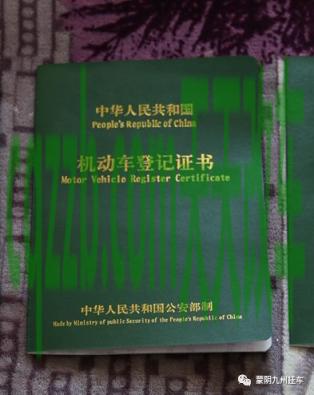 中华人民共和国
People's Republic of China
机动车登记证书
Motor Vehicle Register Certificate
中华人民共和国公安部制
Made by Ministry of public Security of the People's Republic of China
蒙阴九州挂车